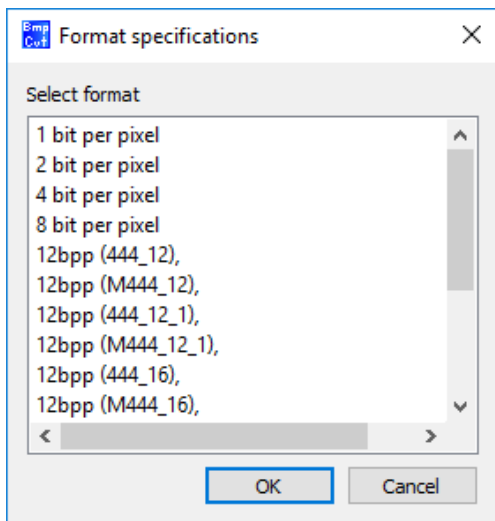 Bmp
Cvt
Format specifications
Select format
1 bit per pixel
2 bit per pixel
4 bit per pixel
8 bit per pixel
12bpp (444_12),
12bpp (M444_12),
12bpp (444_12_1),
12bpp (M444_12_1),
12bpp (444_16),
12bpp (M444_16),
OK
Cancel